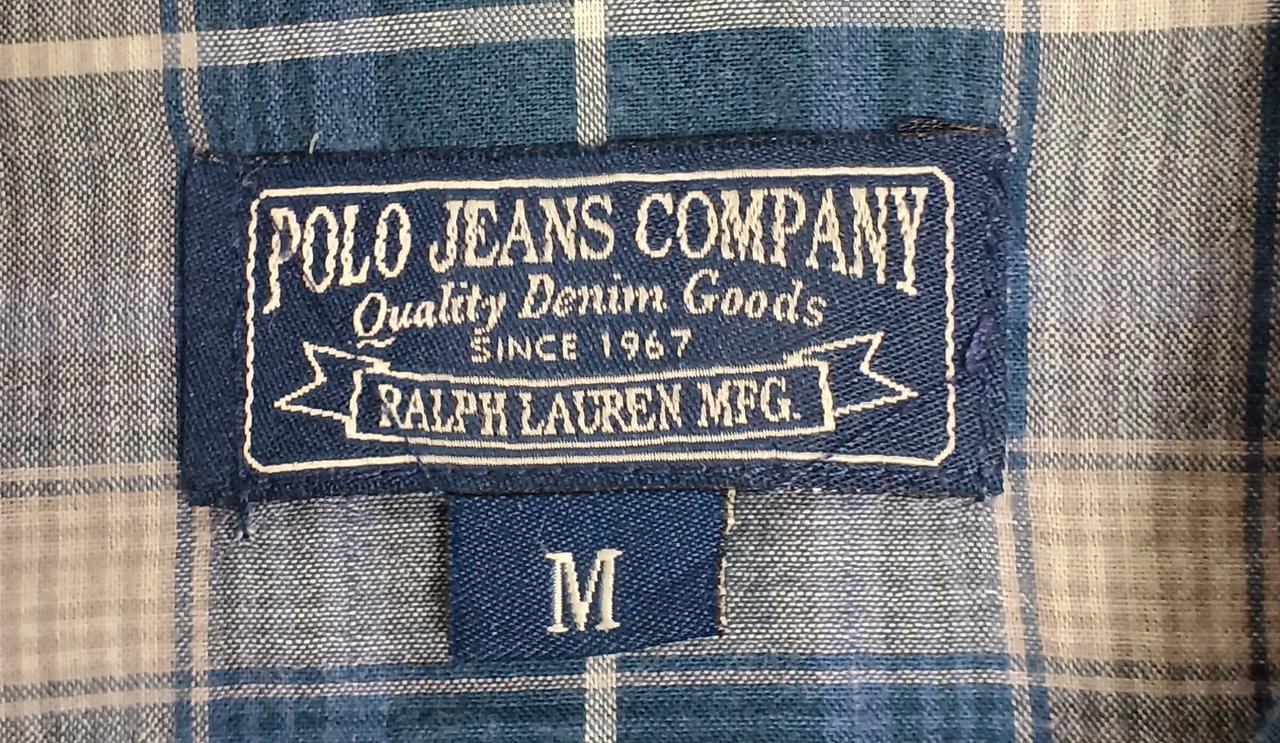 POLO JEANS COMPANY
Quality Denim Goods
SINCE 1967
RALPH LAUREN MFG.
M